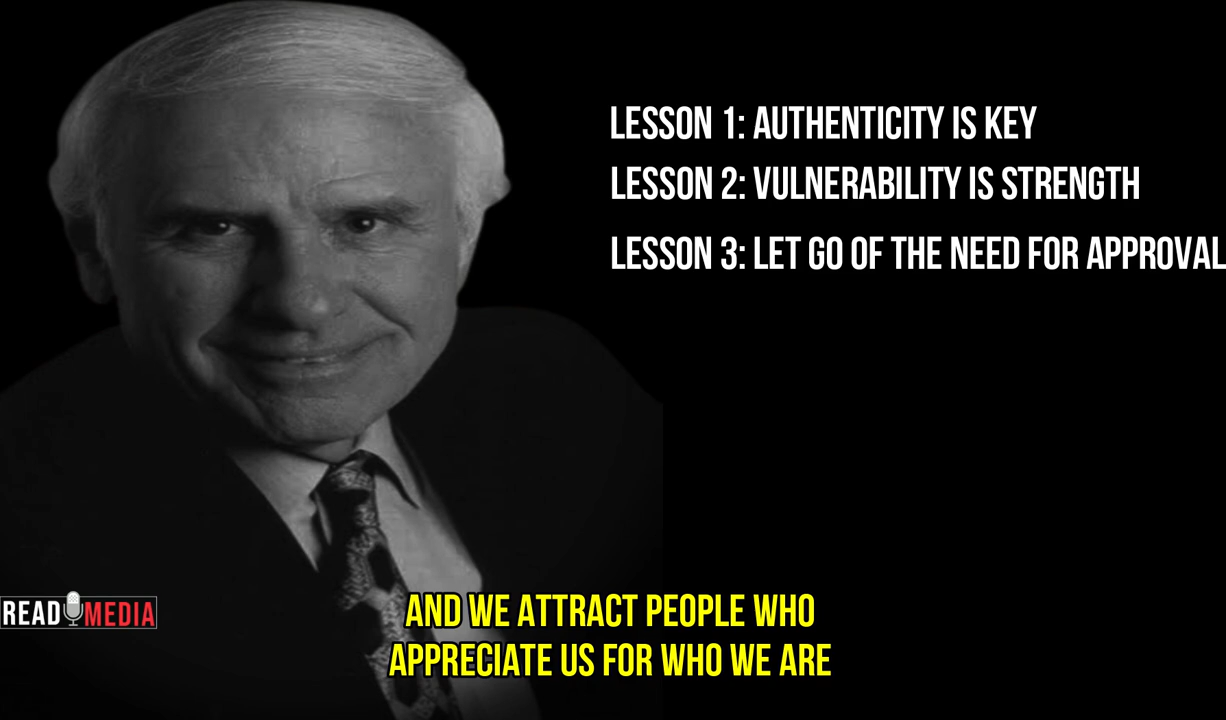 LESSON 1: AUTHENTICITY IS KEY
LESSON 2: VULNERABILITY IS STRENGTH
LESSON 3: LET GO OF THE NEED FOR APPROVAL
READ MEDIA
AND WE ATTRACT PEOPLE WHO
APPRECIATE US FOR WHO WE ARE